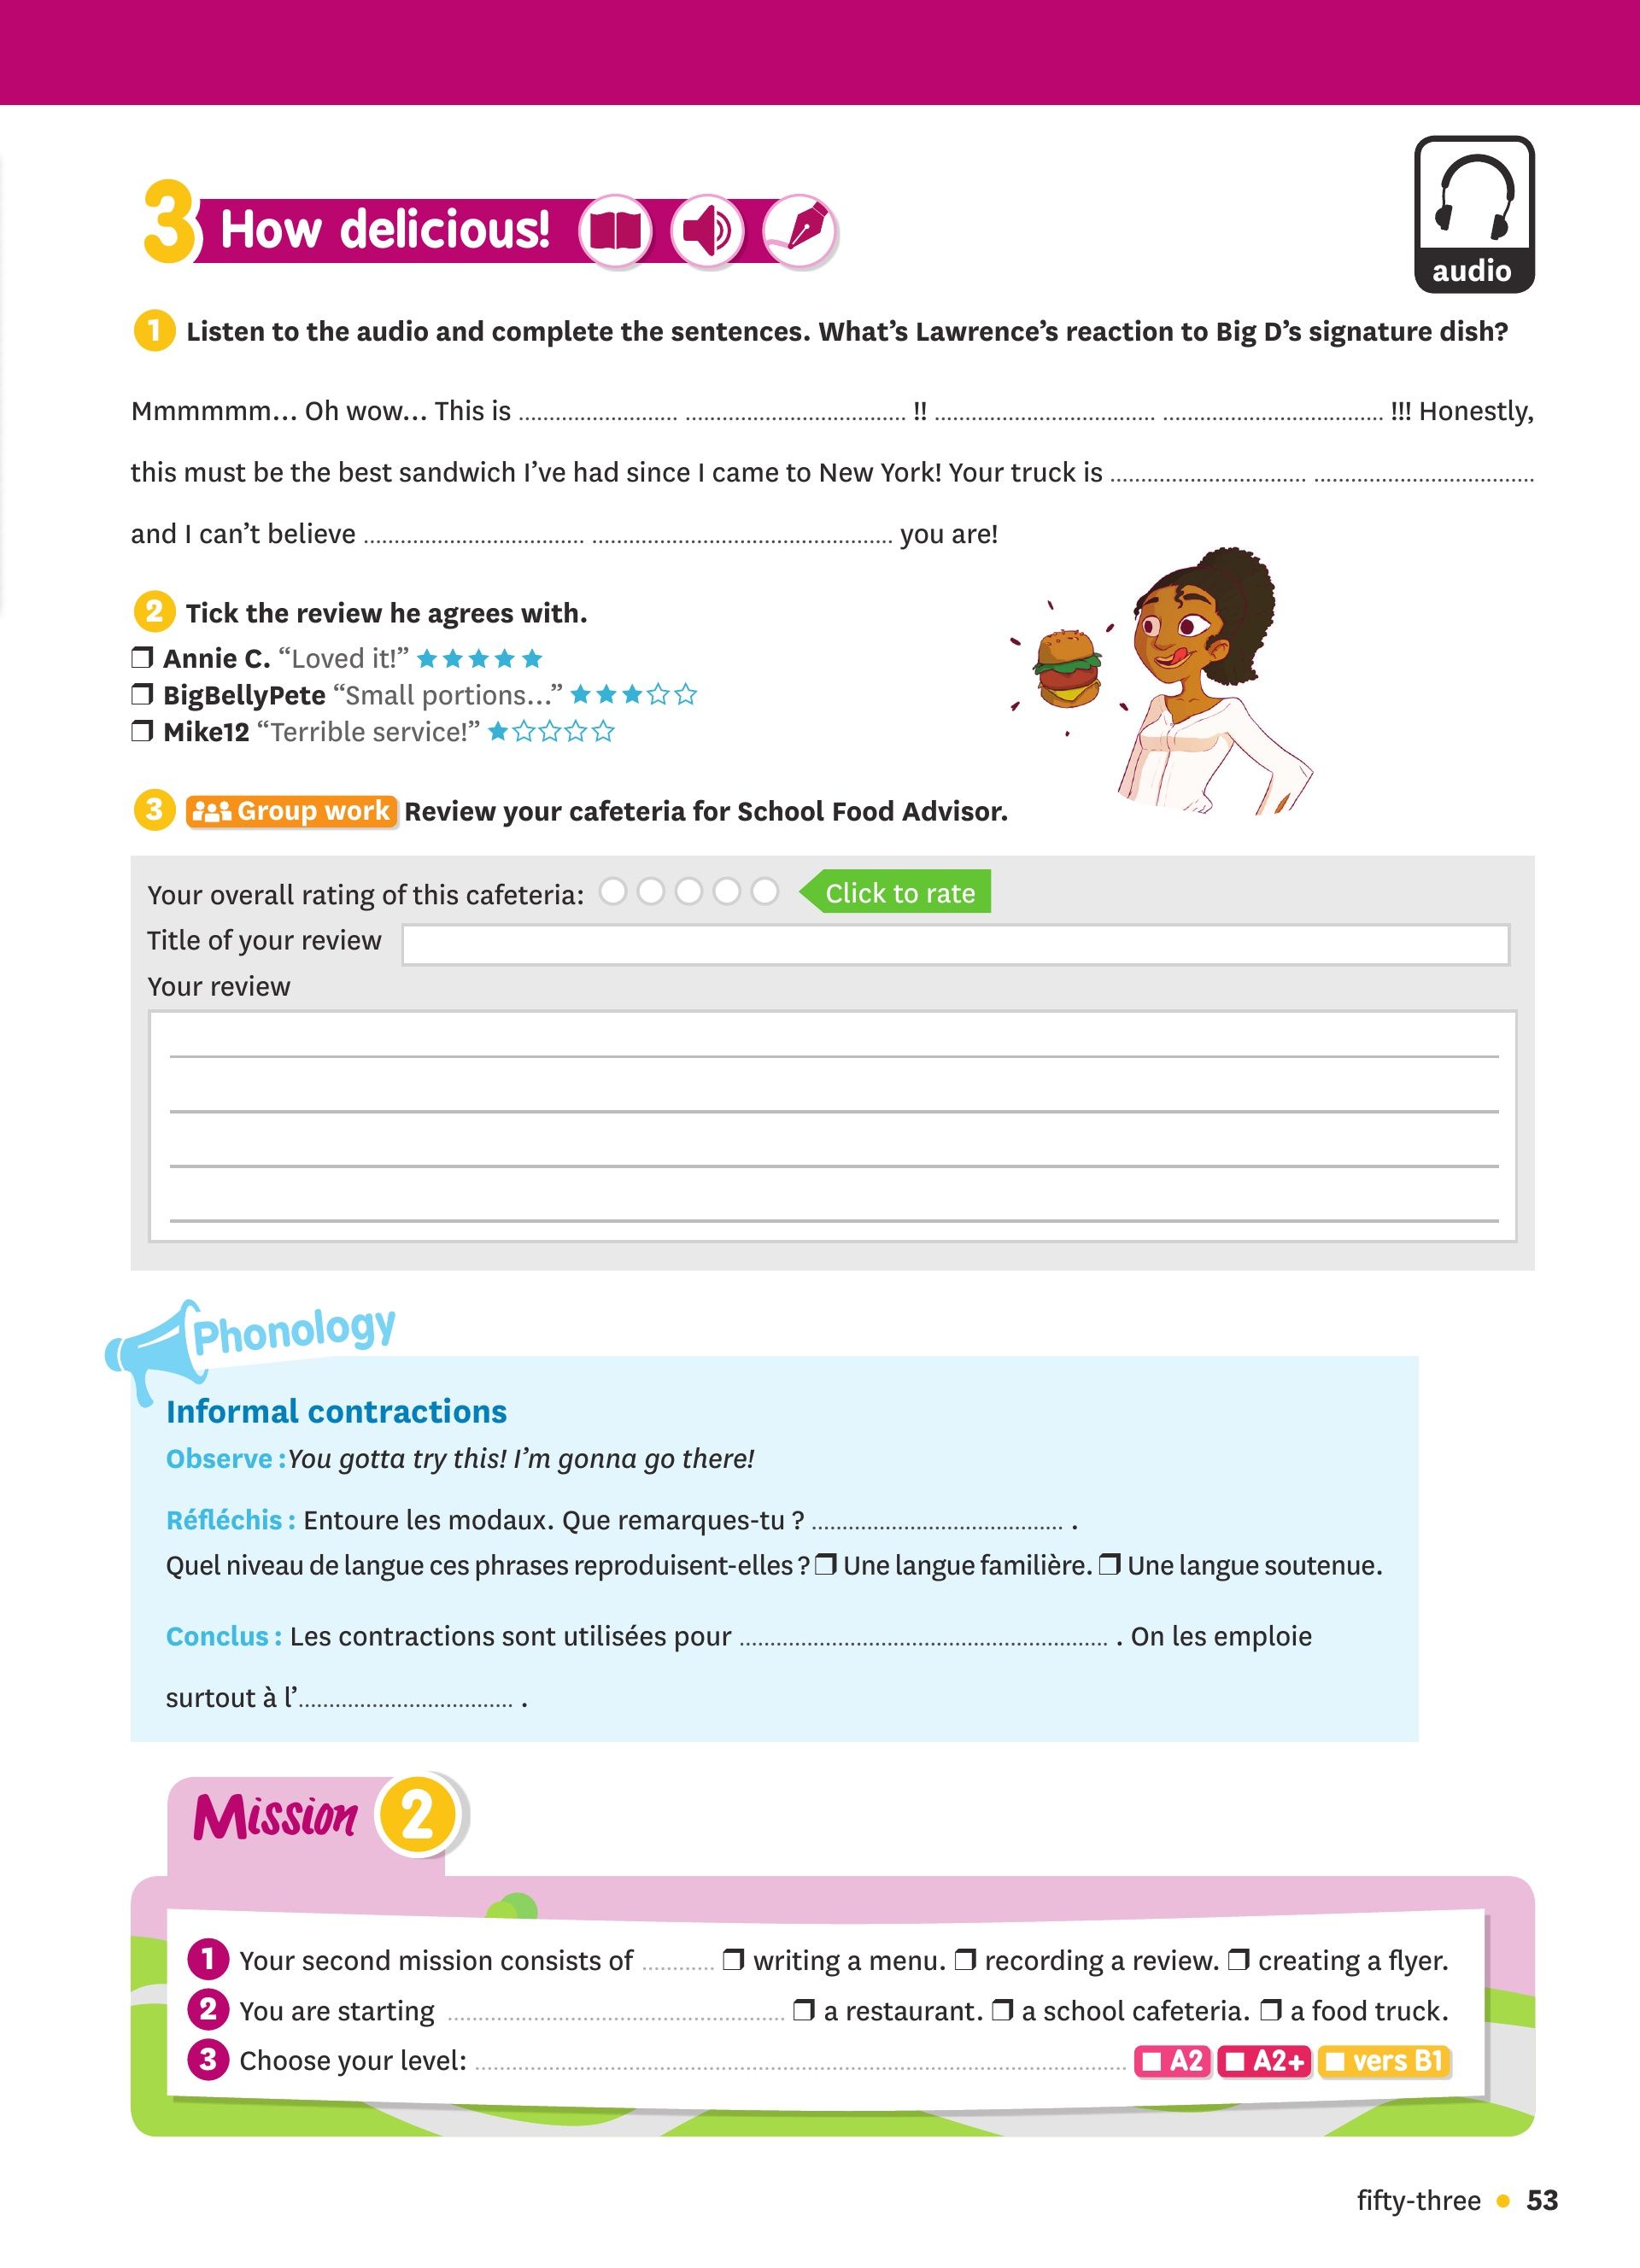 3 How delicious!
audio
1 Listen to the audio and complete the sentences. What's Lawrence's reaction to Big D's signature dish?
Mmmmmm... Oh wow... This is .......................... ..................................... !! ..................................... ..................................... !!! Honestly,
this must be the best sandwich I've had since I came to New York! Your truck is ................................ .....................................
and I can't believe ..................................... .................................................. you are!
2 Tick the review he agrees with.
❒ Annie C. “Loved it!” ★★★★★
❒ BigBellyPete “Small portions...” ★★★☆☆
❒ Mike12 “Terrible service!” ★☆☆☆☆
3 Group work Review your cafeteria for School Food Advisor.
Your overall rating of this cafeteria: ○○○○○ Click to rate
Title of your review
Your review
Phonology
Informal contractions
Observe : You gotta try this! I'm gonna go there!
Réfléchis : Entoure les modaux. Que remarques-tu ? ......................................... .
Quel niveau de langue ces phrases reproduisent-elles ? ❒ Une langue familière. ❒ Une langue soutenue.
Conclus : Les contractions sont utilisées pour ............................................................ . On les emploie
surtout à l'................................... .
Mission 2
1 Your second mission consists of ............ ❒ writing a menu. ❒ recording a review. ❒ creating a flyer.
2 You are starting ....................................................... ❒ a restaurant. ❒ a school cafeteria. ❒ a food truck.
3 Choose your level: ........................................................................................................... ■ A2 ■ A2+ ■ vers B1
fifty-three • 53